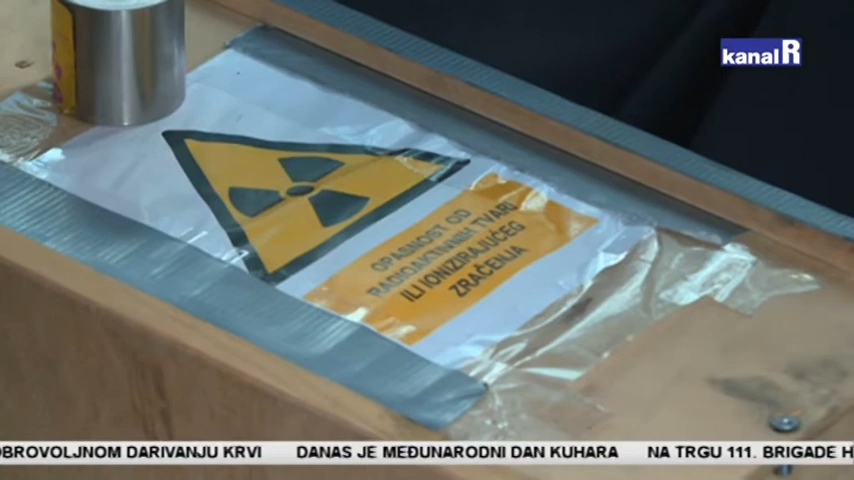 kanal R
OPASNOST OD
RADIOAKTIVNIH TVARI
ILI IONIZIRAJUĆEG
ZRAČENJA
OBROVOLJNOM DARIVANJU KRVI DANAS JE MEĐUNARODNI DAN KUHARA NA TRGU 111. BRIGADE H